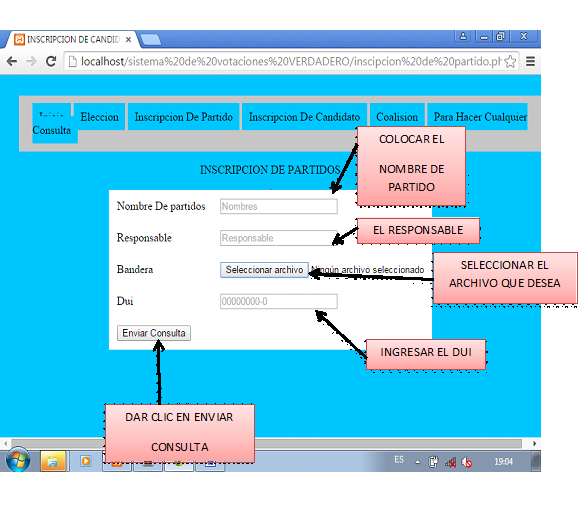 INSCRIPCION DE CANDID
localhost/sistema%20de%20votaciones%20VERDADERO/inscipcion%20de%20partido.ph
Inicio Eleccion Inscripcion De Partido Inscripcion De Candidato Coalision Para Hacer Cualquier
Consulta
COLOCAR EL
NOMBRE DE
PARTIDO
INSCRIPCION DE PARTIDOS
Nombre De partidos Nombres
EL RESPONSABLE
Responsable Responsable
SELECCIONAR EL
ARCHIVO QUE DESEA
Bandera Seleccionar archivo Ningún archivo seleccionado
Dui 00000000-0
Enviar Consulta
INGRESAR EL DUI
DAR CLIC EN ENVIAR
CONSULTA
ES 19:04